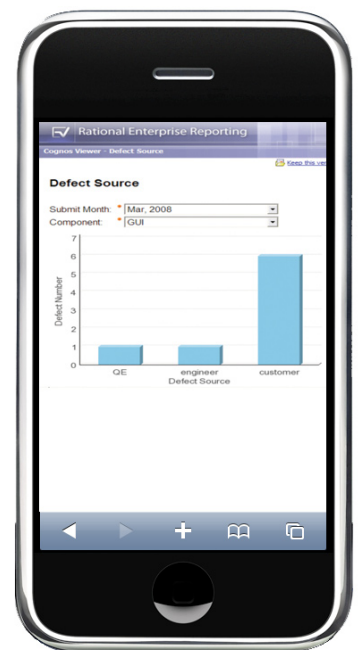 Rational Enterprise Reporting
Cognos Viewer - Defect Source
Keep this ver
Defect Source
Submit Month: * Mar, 2008
Component: * GUI
7
6
5
4
3
2
1
0
Defect Number
QE engineer customer
Defect Source